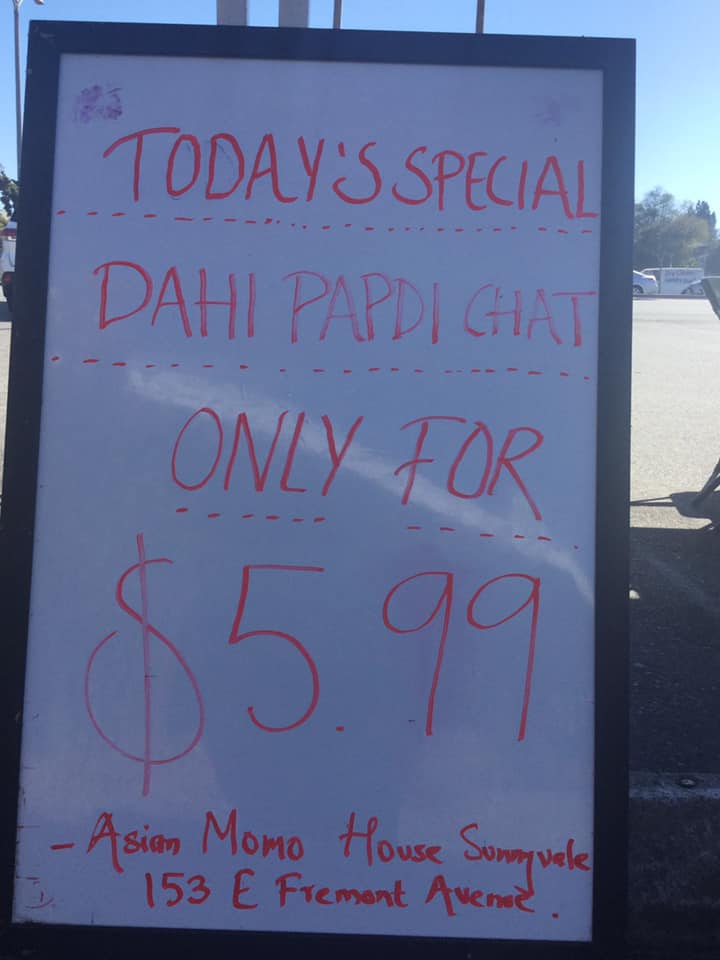 TODAY'S SPECIAL
DAHI PAPDI CHAT
ONLY FOR
$5.99
- Asian Momo House Sunnyvale
153 E Fremont Avenue.